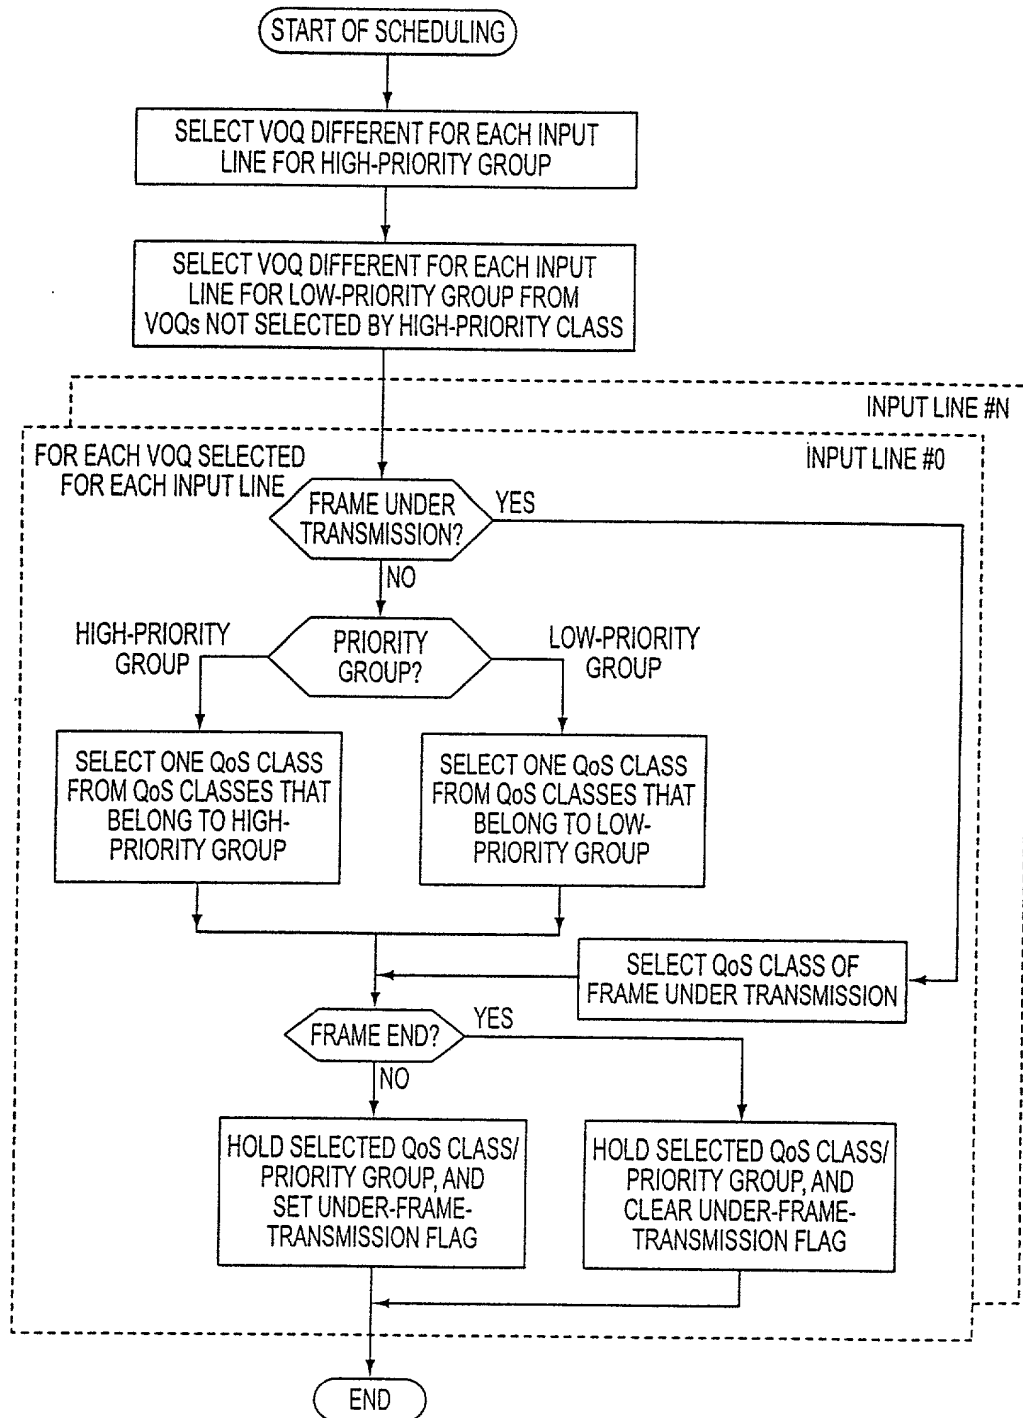 START OF SCHEDULING
SELECT VOQ DIFFERENT FOR EACH INPUT
LINE FOR HIGH-PRIORITY GROUP
SELECT VOQ DIFFERENT FOR EACH INPUT
LINE FOR LOW-PRIORITY GROUP FROM
VOQs NOT SELECTED BY HIGH-PRIORITY CLASS
INPUT LINE #N
INPUT LINE #0
FOR EACH VOQ SELECTED
FOR EACH INPUT LINE
FRAME UNDER
TRANSMISSION?
YES
NO
HIGH-PRIORITY
GROUP
PRIORITY
GROUP?
LOW-PRIORITY
GROUP
SELECT ONE QoS CLASS
FROM QoS CLASSES THAT
BELONG TO HIGH-
PRIORITY GROUP
SELECT ONE QoS CLASS
FROM QoS CLASSES THAT
BELONG TO LOW-
PRIORITY GROUP
SELECT QoS CLASS OF
FRAME UNDER TRANSMISSION
FRAME END?
YES
NO
HOLD SELECTED QoS CLASS/
PRIORITY GROUP, AND
SET UNDER-FRAME-
TRANSMISSION FLAG
HOLD SELECTED QoS CLASS/
PRIORITY GROUP, AND
CLEAR UNDER-FRAME-
TRANSMISSION FLAG
END